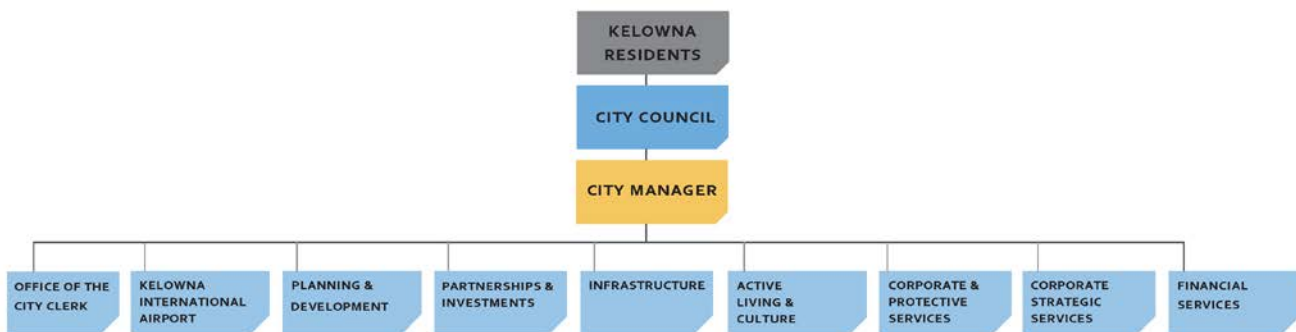 KELOWNA
RESIDENTS
CITY COUNCIL
CITY MANAGER
OFFICE OF THE
CITY CLERK
KELOWNA
INTERNATIONAL
AIRPORT
PLANNING &
DEVELOPMENT
PARTNERSHIPS &
INVESTMENTS
INFRASTRUCTURE
ACTIVE
LIVING &
CULTURE
CORPORATE &
PROTECTIVE
SERVICES
CORPORATE
STRATEGIC
SERVICES
FINANCIAL
SERVICES